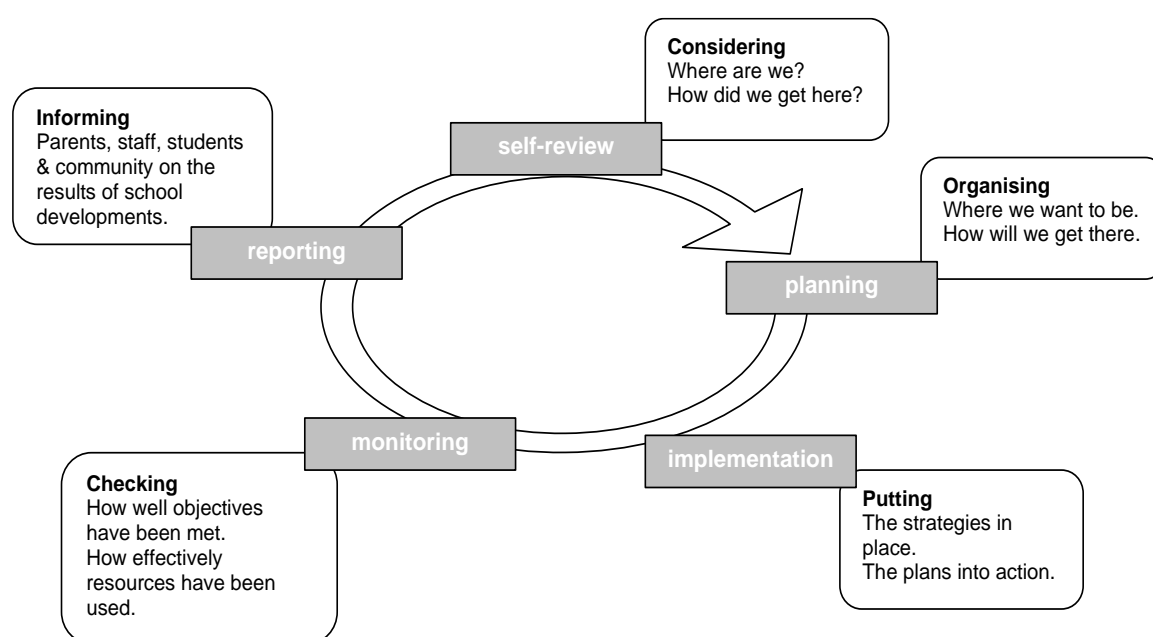 Considering
Where are we?
How did we get here?
self-review
Informing
Parents, staff, students
& community on the
results of school
developments.
reporting
Organising
Where we want to be.
How will we get there.
planning
monitoring
Checking
How well objectives
have been met.
How effectively
resources have been
used.
implementation
Putting
The strategies in
place.
The plans into action.